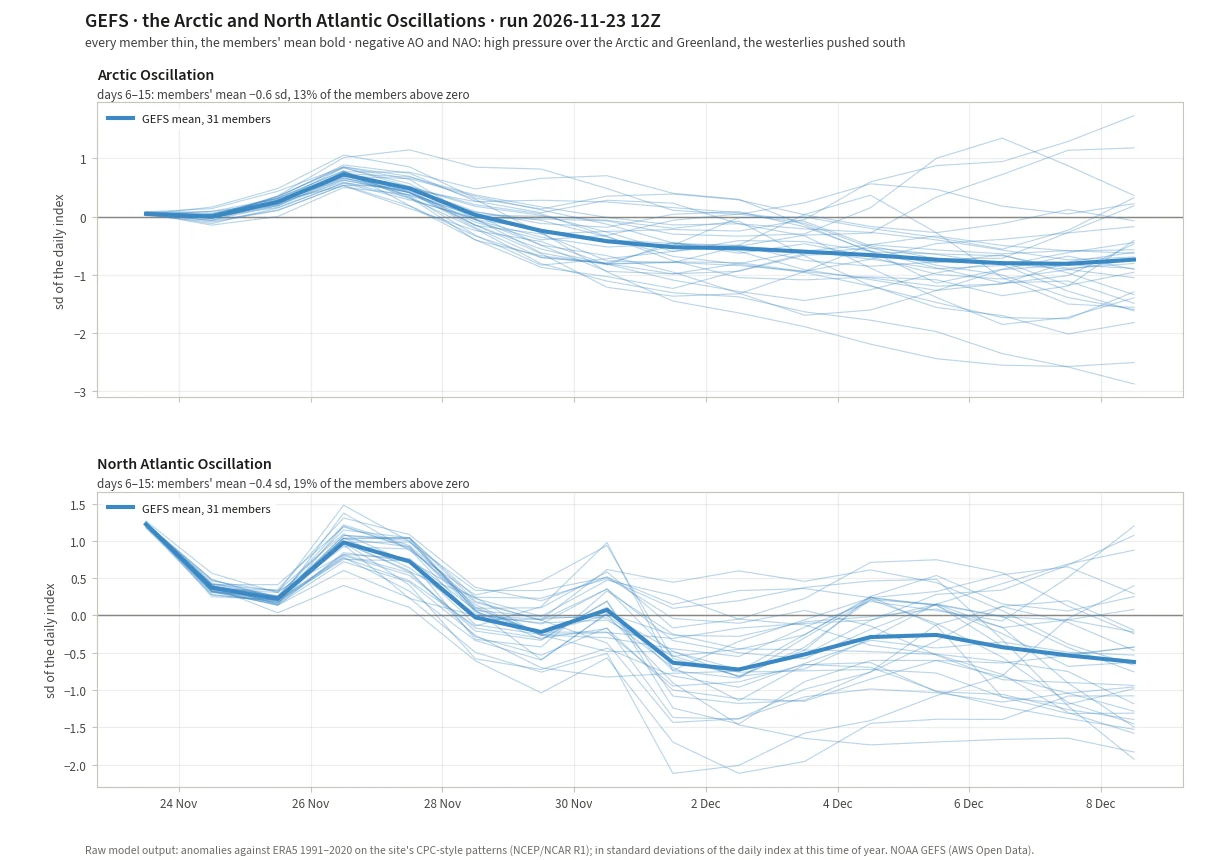 GEFS · the Arctic and North Atlantic Oscillations · run 2026-11-23 12Z
every member thin, the members' mean bold · negative AO and NAO: high pressure over the Arctic and Greenland, the westerlies pushed south
Arctic Oscillation
days 6–15: members' mean −0.6 sd, 13% of the members above zero
GEFS mean, 31 members
1
0
−1
−2
−3
sd of the daily index
North Atlantic Oscillation
days 6–15: members' mean −0.4 sd, 19% of the members above zero
GEFS mean, 31 members
1.5
1.0
0.5
0.0
−0.5
−1.0
−1.5
−2.0
sd of the daily index
24 Nov 26 Nov 28 Nov 30 Nov 2 Dec 4 Dec 6 Dec 8 Dec
Raw model output: anomalies against ERA5 1991–2020 on the site's CPC-style patterns (NCEP/NCAR R1); in standard deviations of the daily index at this time of year. NOAA GEFS (AWS Open Data).